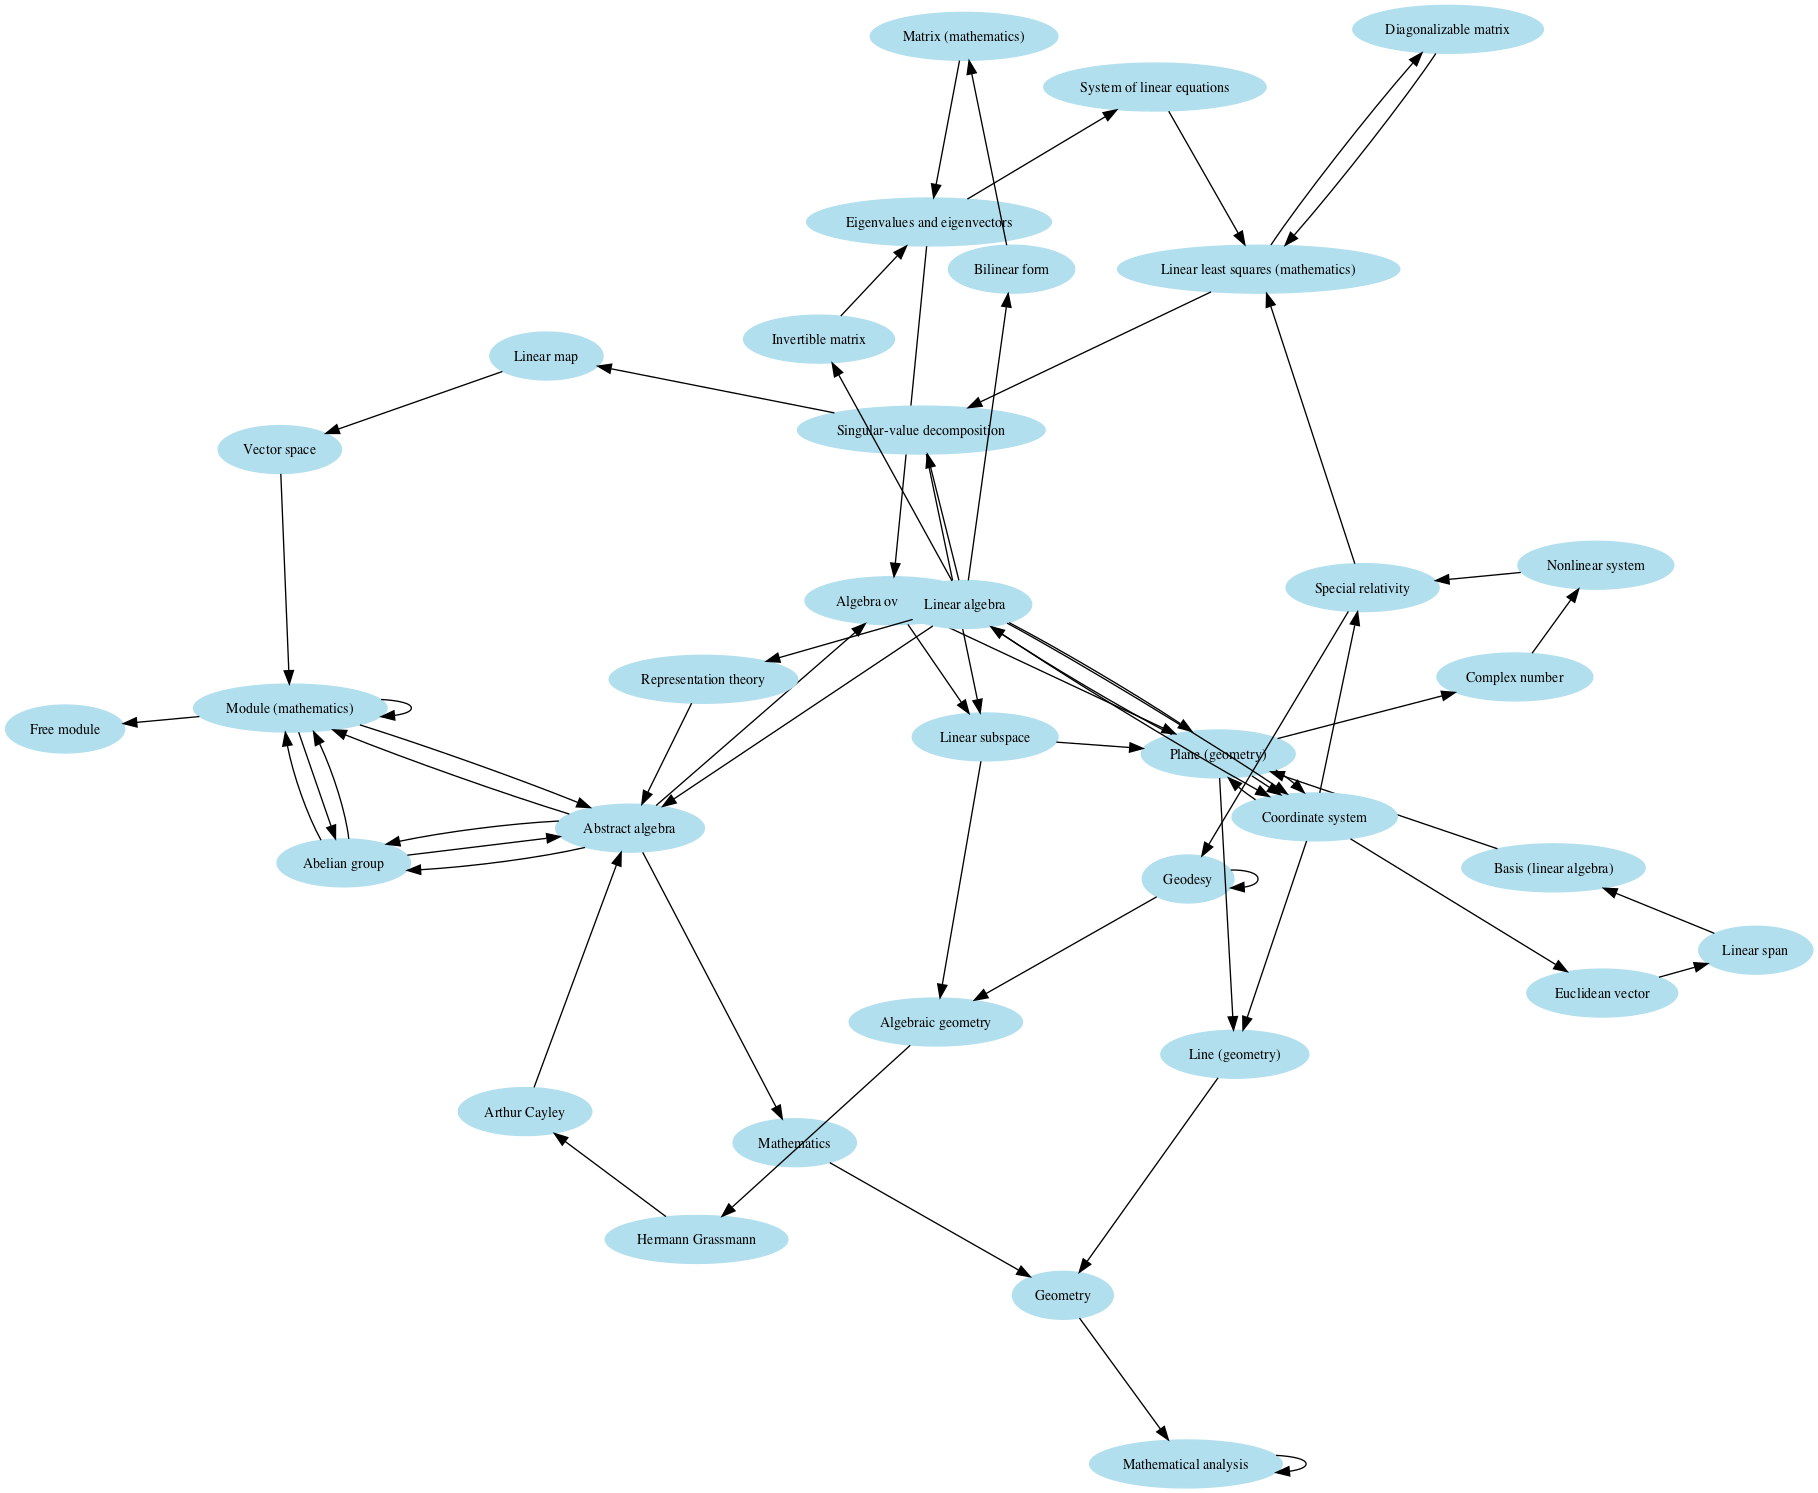 Diagonalizable matrix
Matrix (mathematics)
System of linear equations
Eigenvalues and eigenvectors
Bilinear form
Linear least squares (mathematics)
Invertible matrix
Linear map
Singular-value decomposition
Vector space
Nonlinear system
Special relativity
Algebra ov
Linear algebra
Representation theory
Complex number
Module (mathematics)
Free module
Linear subspace
Plane (geometry)
Coordinate system
Abstract algebra
Abelian group
Basis (linear algebra)
Geodesy
Linear span
Euclidean vector
Algebraic geometry
Line (geometry)
Arthur Cayley
Mathematics
Hermann Grassmann
Geometry
Mathematical analysis